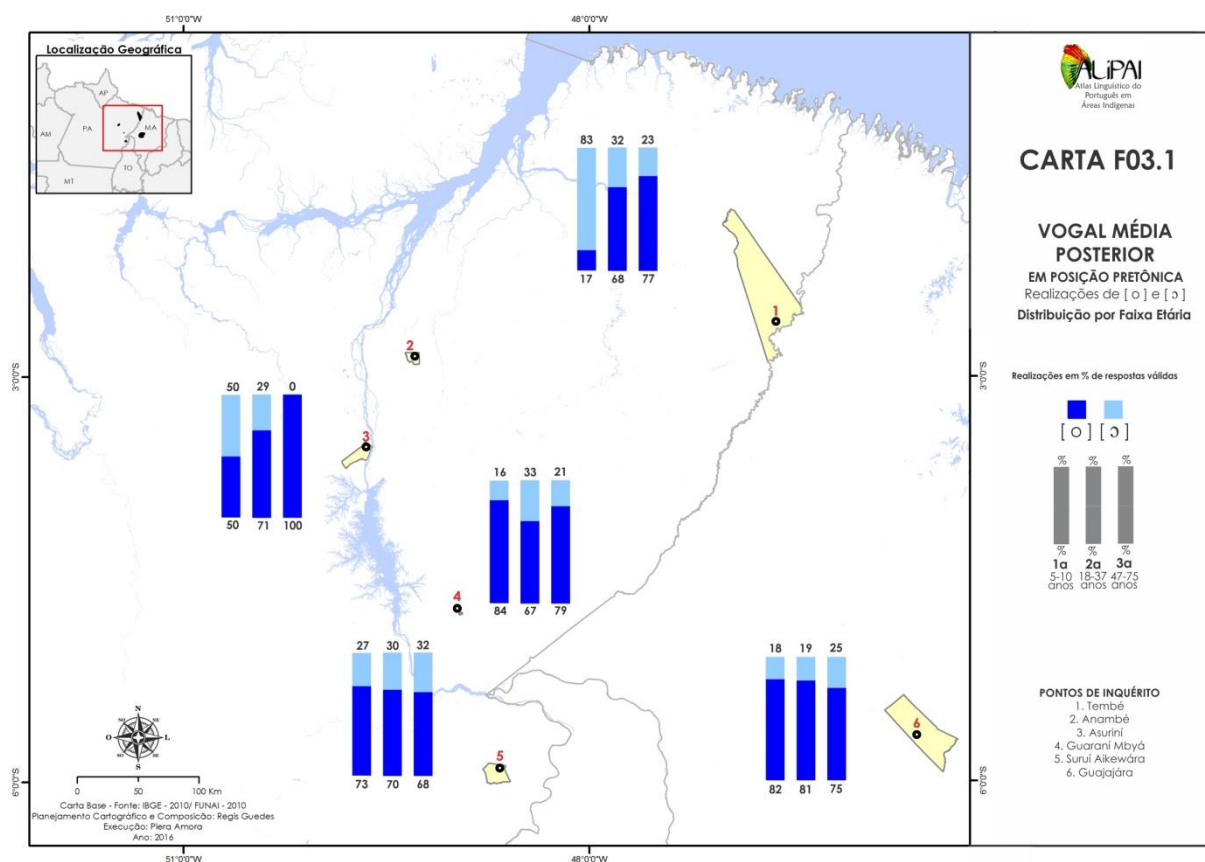 51°0'0"W
48°0'0"W
Localização Geográfica
AP
AM
PA
MA
TO
MT
83 32 23
17 68 77
1
2
3°0'0"S
3°0'0"S
50 29 0
3
50 71 100
16 33 21
4
84 67 79
27 30 32
73 70 68
5
18 19 25
82 81 75
6
6°0'0"S
6°0'0"S
N
NO NE
O L
SO SE
S
0 50 100 Km
Carta Base - Fonte: IBGE - 2010/ FUNAI - 2010
Planejamento Cartográfico e Composicão: Regis Guedes
Execução: Piera Amora
Ano: 2016
51°0'0"W
48°0'0"W
ALiPAI
Atlas Linguístico do
Português em
Áreas Indígenas
CARTA F03.1
VOGAL MÉDIA
POSTERIOR
EM POSIÇÃO PRETÔNICA
Realizações de [ o ] e [ ɔ ]
Distribuição por Faixa Etária
Realizações em % de respostas válidas
[ o ] [ ɔ ]
% % %
% % %
1a 2a 3a
5-10 18-37 47-75
anos anos anos
PONTOS DE INQUÉRITO
1. Tembé
2. Anambé
3. Asuriní
4. Guaraní Mbyá
5. Suruí Aikewára
6. Guajajára